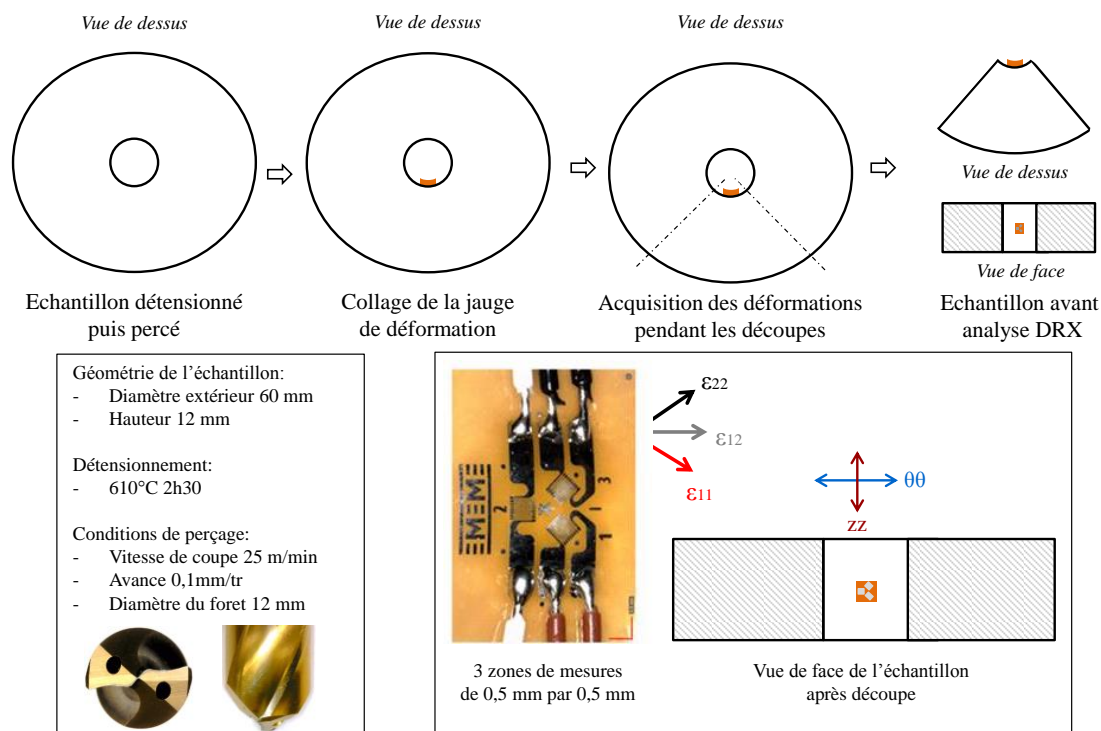 Vue de dessus
Vue de dessus
Vue de dessus
Vue de dessus
Vue de face
Echantillon détensionné
puis percé
Collage de la jauge
de déformation
Acquisition des déformations
pendant les découpes
Echantillon avant
analyse DRX
Géométrie de l’échantillon:
- Diamètre extérieur 60 mm
- Hauteur 12 mm
Détensionnement:
- 610°C 2h30
Conditions de perçage:
- Vitesse de coupe 25 m/min
- Avance 0,1mm/tr
- Diamètre du foret 12 mm
2
3
1
ε22
ε12
ε11
θθ
zz
3 zones de mesures
de 0,5 mm par 0,5 mm
Vue de face de l’échantillon
après découpe